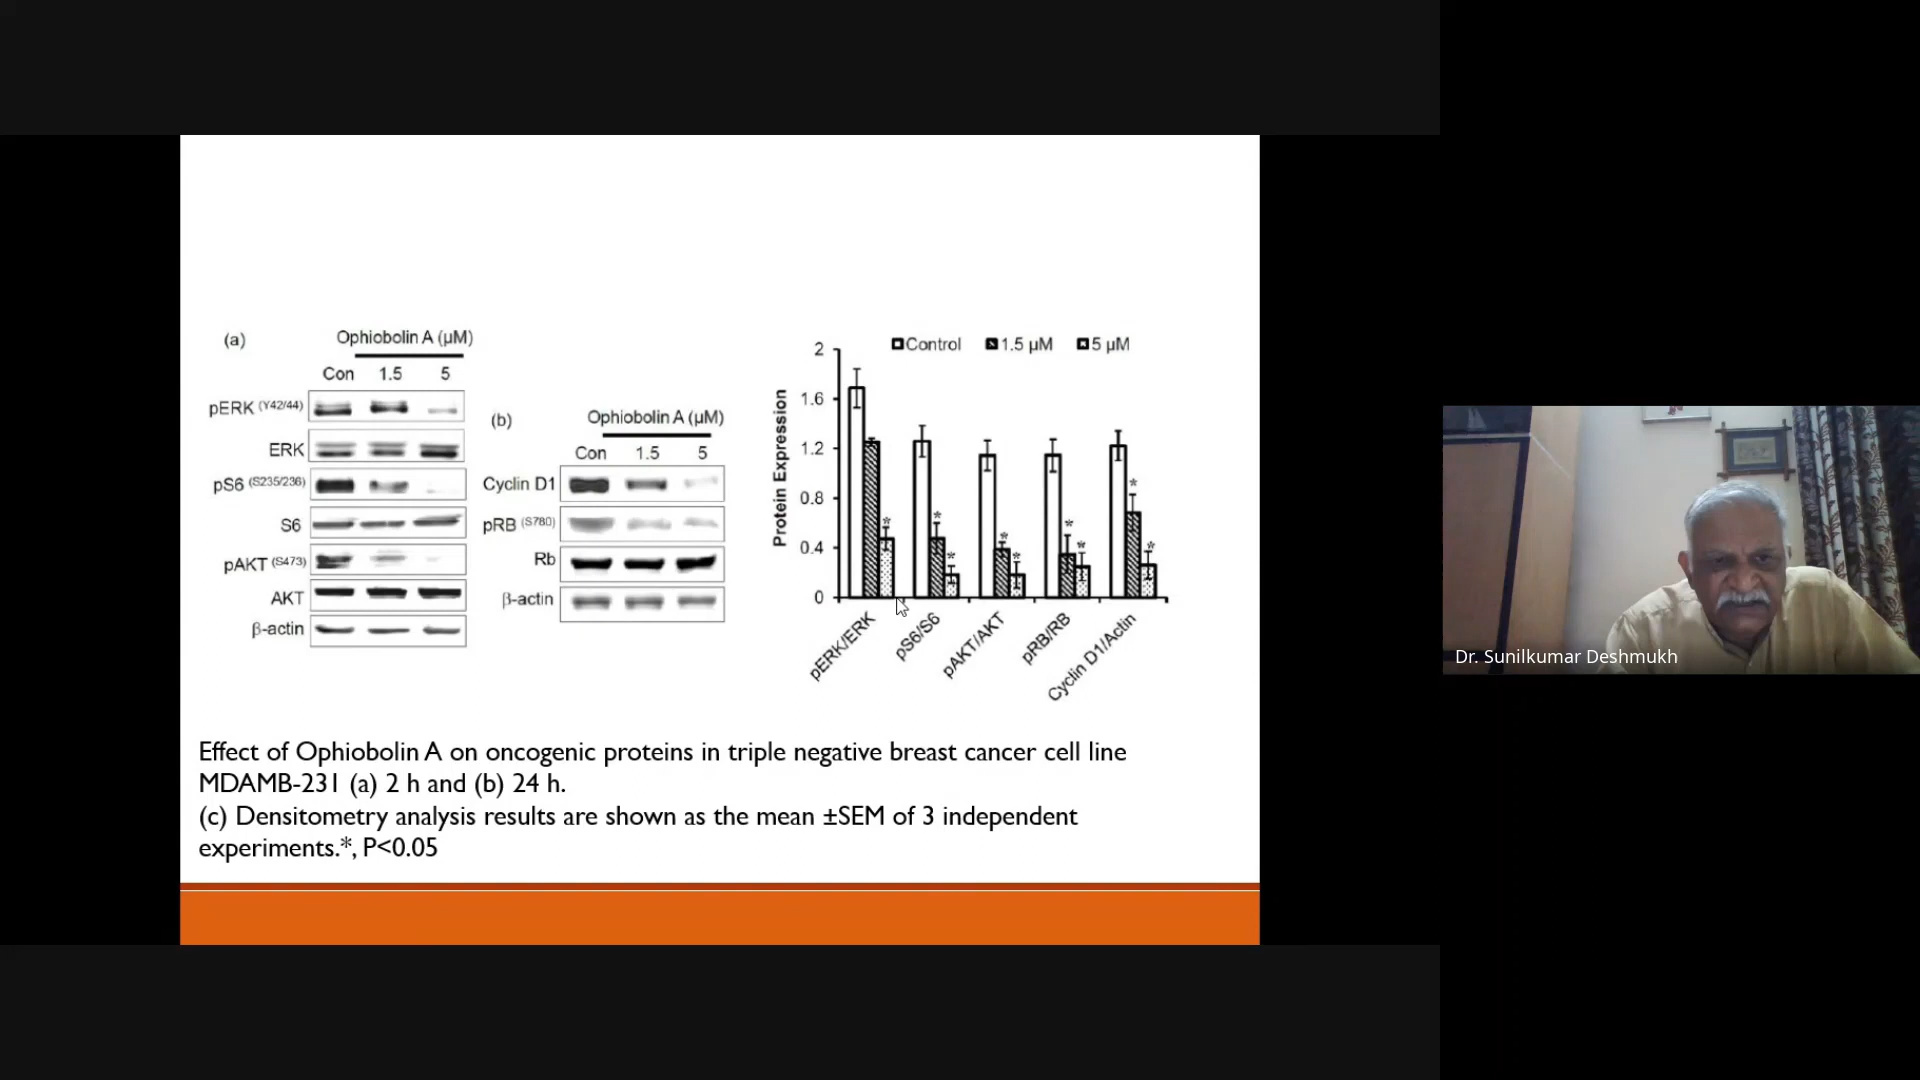 (a)
Ophiobolin A (µM)
Con 1.5 5
pERK (Y42/44)
ERK
pS6 (S235/236)
S6
pAKT (S473)
AKT
β-actin
(b)
Ophiobolin A (µM)
Con 1.5 5
Cyclin D1
pRB (S780)
Rb
β-actin
Control 1.5 µM 5 µM
Protein Expression
2
1.6
1.2
0.8
0.4
0
* * * * * * * * *
pERK/ERK
pS6/S6
pAKT/AKT
pRB/RB
Cyclin D1/Actin
Effect of Ophiobolin A on oncogenic proteins in triple negative breast cancer cell line
MDAMB-231 (a) 2 h and (b) 24 h.
(c) Densitometry analysis results are shown as the mean ±SEM of 3 independent
experiments.*, P<0.05
Dr. Sunilkumar Deshmukh